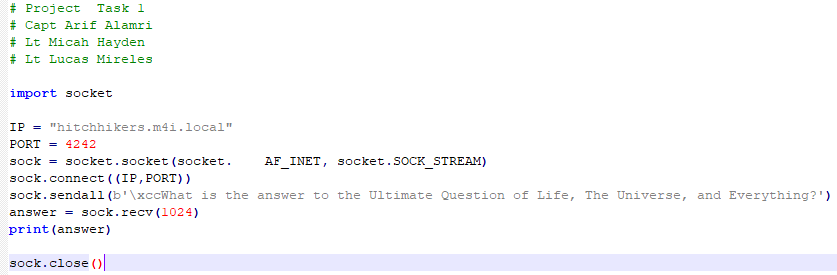 # Project  Task 1
# Capt Arif Alamri
# Lt Micah Hayden
# Lt Lucas Mireles

import socket

IP = "hitchhikers.m4i.local"
PORT = 4242
sock = socket.socket(socket.    AF_INET, socket.SOCK_STREAM)
sock.connect((IP,PORT))
sock.sendall(b'\xccWhat is the answer to the Ultimate Question of Life, The Universe, and Everything?')
answer = sock.recv(1024)
print(answer)

sock.close()